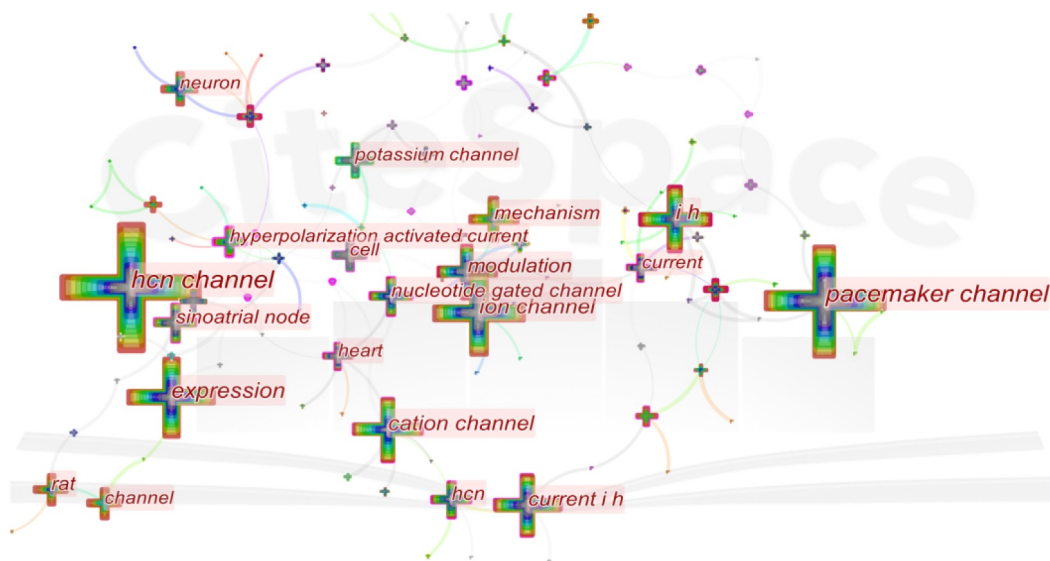 neuron
CiteSpace
potassium channel
mechanism
i h
hyperpolarization activated current
cell
modulation
current
hcn channel
nucleotide gated channel
pacemaker channel
ion channel
sinoatrial node
heart
expression
cation channel
rat
channel
hcn
current i h